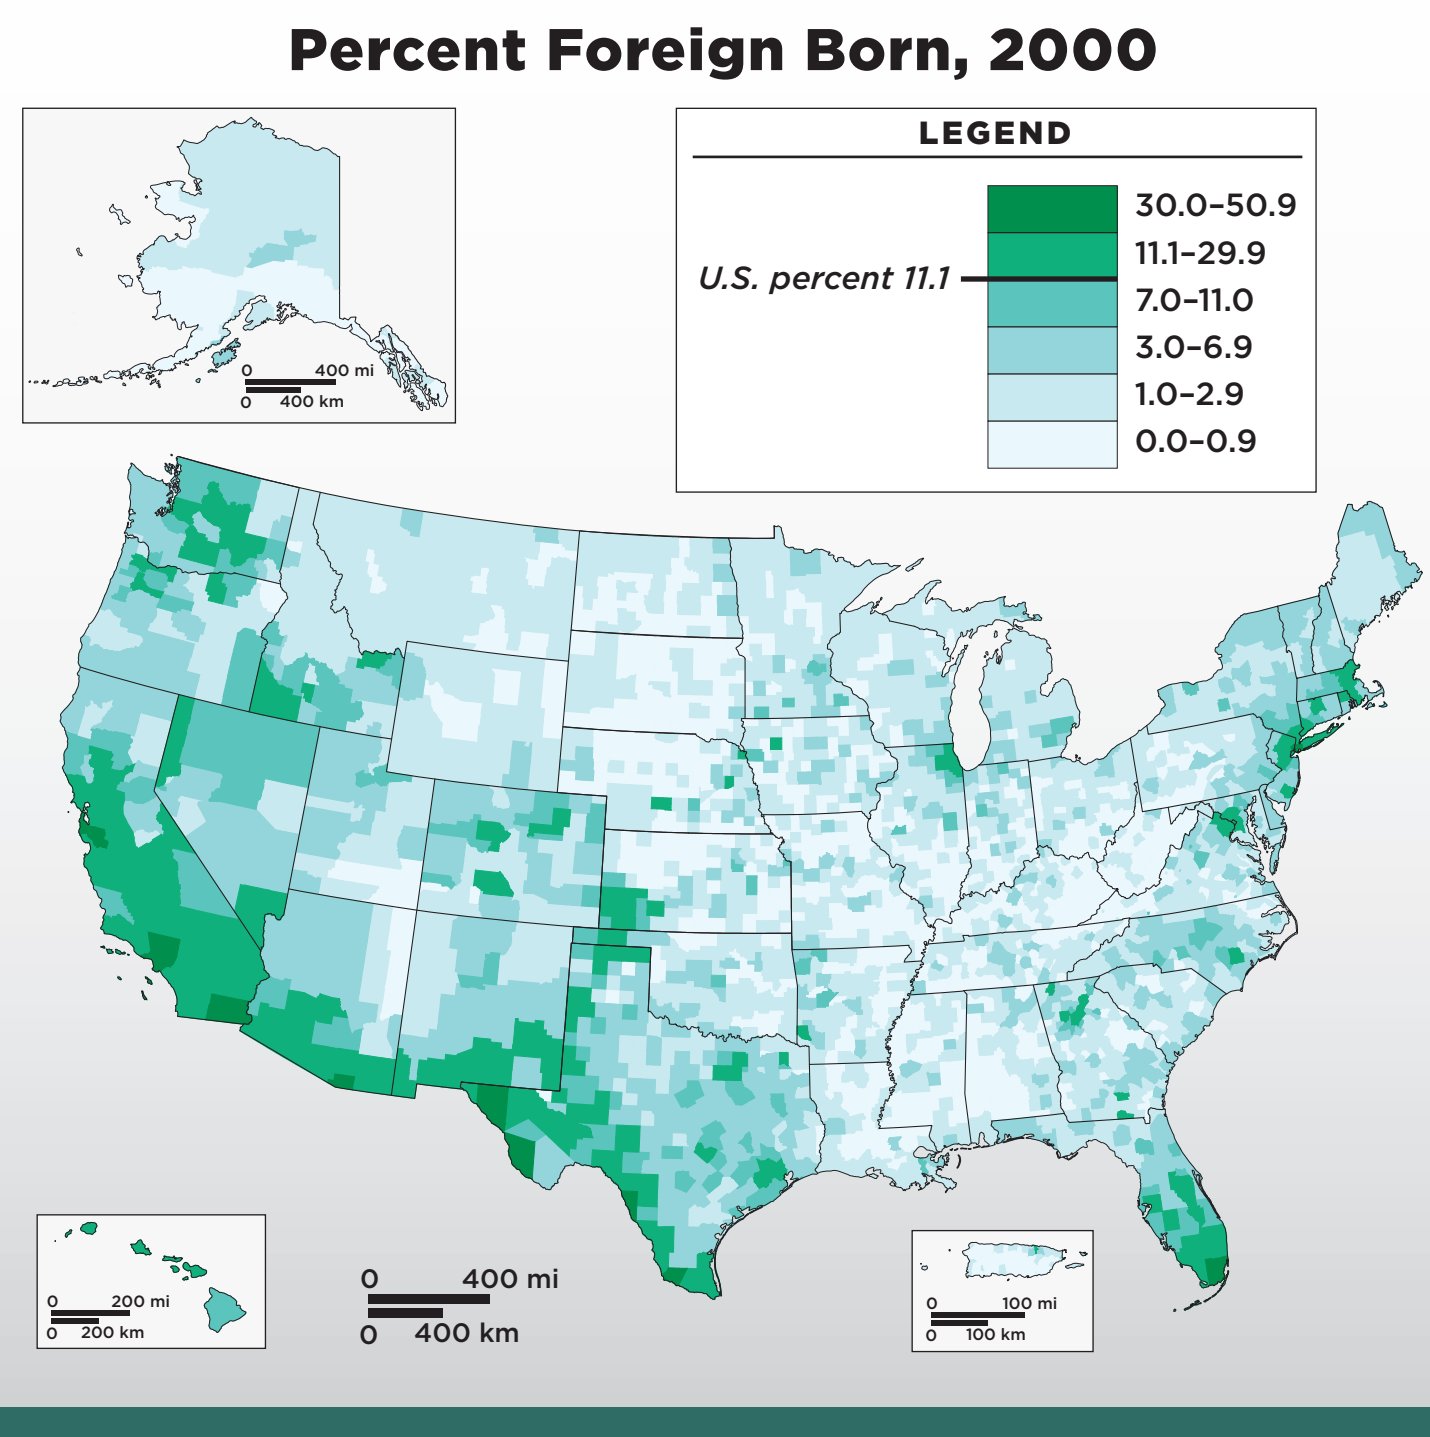 Percent Foreign Born, 2000
LEGEND
30.0–50.9
11.1–29.9
U.S. percent 11.1
7.0–11.0
3.0–6.9
1.0–2.9
0.0–0.9
0 400 mi
0 400 km
0 200 mi
0 200 km
0 400 mi
0 400 km
0 100 mi
0 100 km